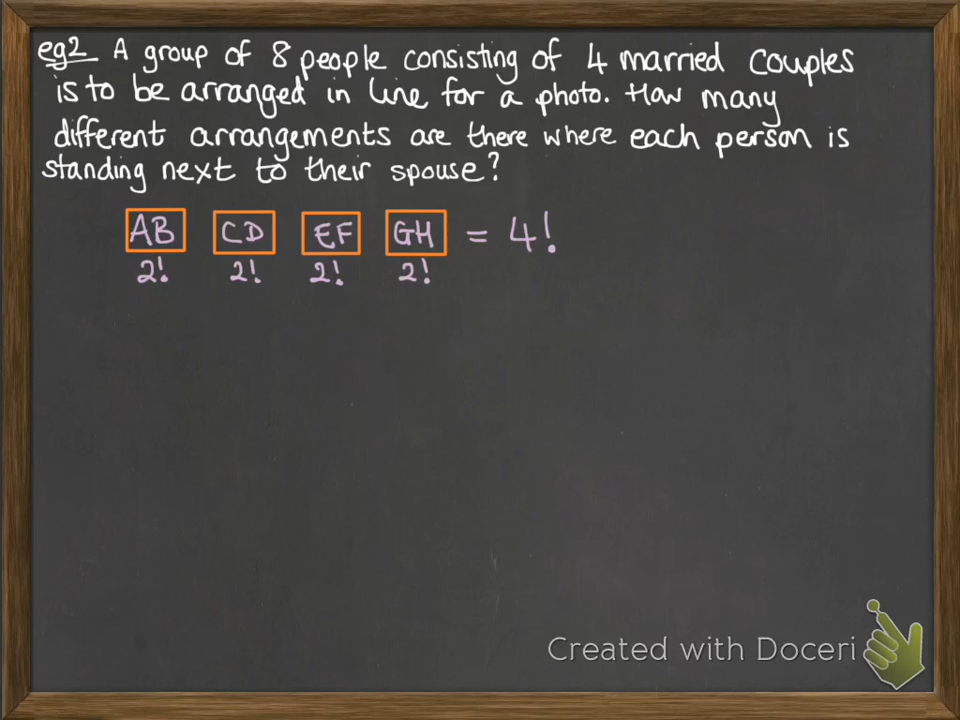 eg2 A group of 8 people consisting of 4 married couples
is to be arranged in line for a photo. How many
different arrangements are there where each person is
standing next to their spouse?
AB CD EF GH = 4!
2! 2! 2! 2!
Created with Doceri